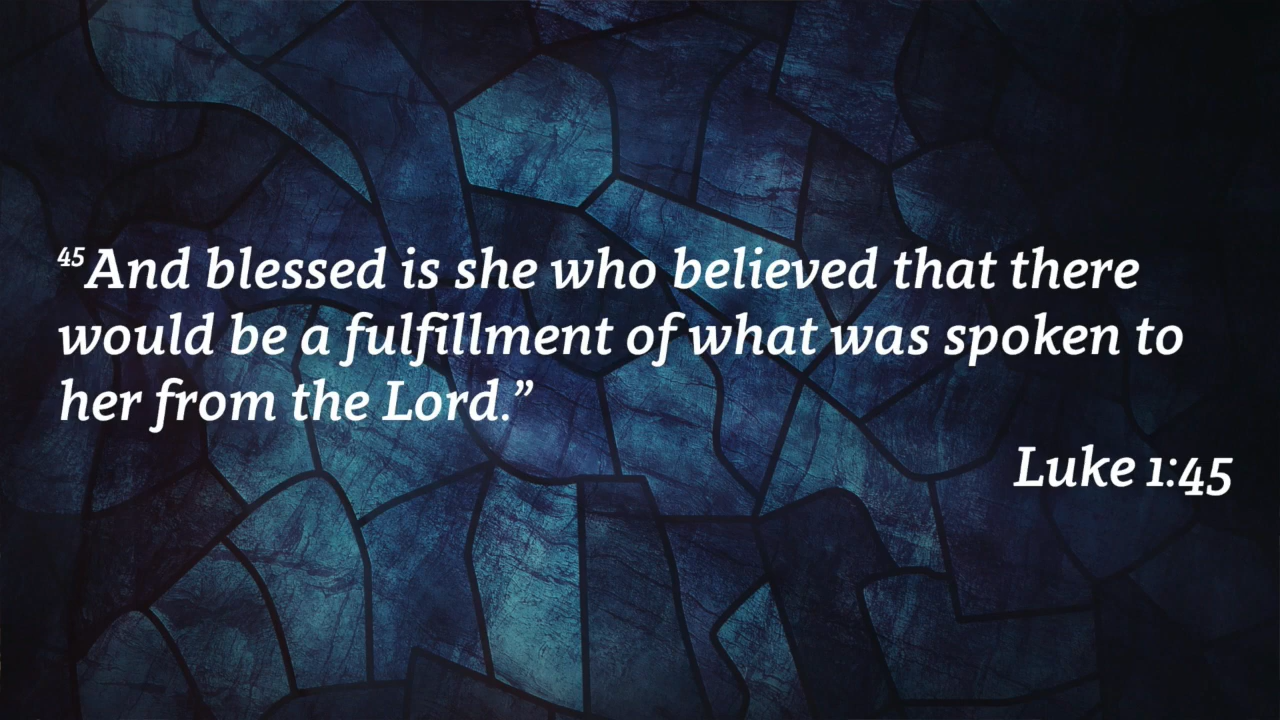 ⁴⁵And blessed is she who believed that there
would be a fulfillment of what was spoken to
her from the Lord.”
Luke 1:45